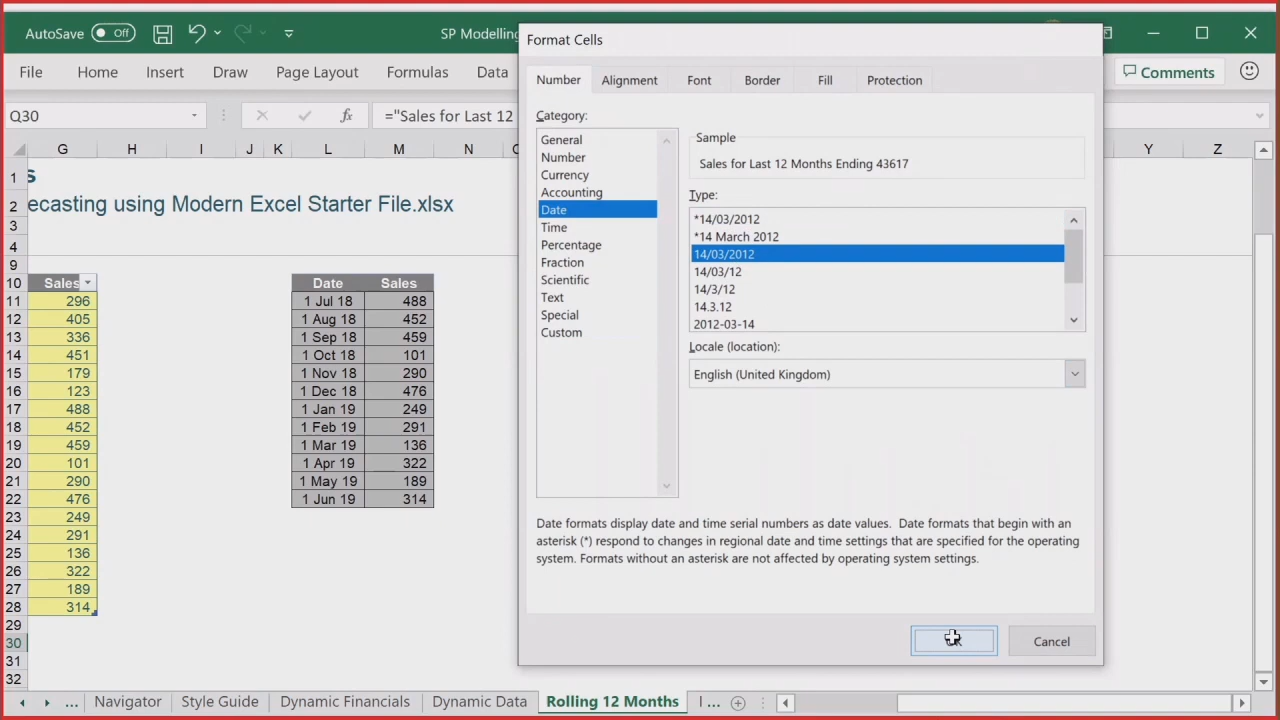 AutoSave Off SP Modelling
File Home Insert Draw Page Layout Formulas Data Comments
Q30 fx ="Sales for Last 12
G H I J K L M N Y Z
1 s
2 ecasting using Modern Excel Starter File.xlsx
3
4
9
10 Sales Date Sales
11 296 1 Jul 18 488
12 405 1 Aug 18 452
13 336 1 Sep 18 459
14 451 1 Oct 18 101
15 179 1 Nov 18 290
16 123 1 Dec 18 476
17 488 1 Jan 19 249
18 452 1 Feb 19 291
19 459 1 Mar 19 136
20 101 1 Apr 19 322
21 290 1 May 19 189
22 476 1 Jun 19 314
23 249
24 291
25 136
26 322
27 189
28 314
29
30
31
32
Format Cells
Number Alignment Font Border Fill Protection
Category:
General
Number
Currency
Accounting
Date
Time
Percentage
Fraction
Scientific
Text
Special
Custom
Sample
Sales for Last 12 Months Ending 43617
Type:
*14/03/2012
*14 March 2012
14/03/2012
14/03/12
14/3/12
14.3.12
2012-03-14
Locale (location):
English (United Kingdom)
Date formats display date and time serial numbers as date values. Date formats that begin with an
asterisk (*) respond to changes in regional date and time settings that are specified for the operating
system. Formats without an asterisk are not affected by operating system settings.
Cancel
... Navigator Style Guide Dynamic Financials Dynamic Data Rolling 12 Months ...